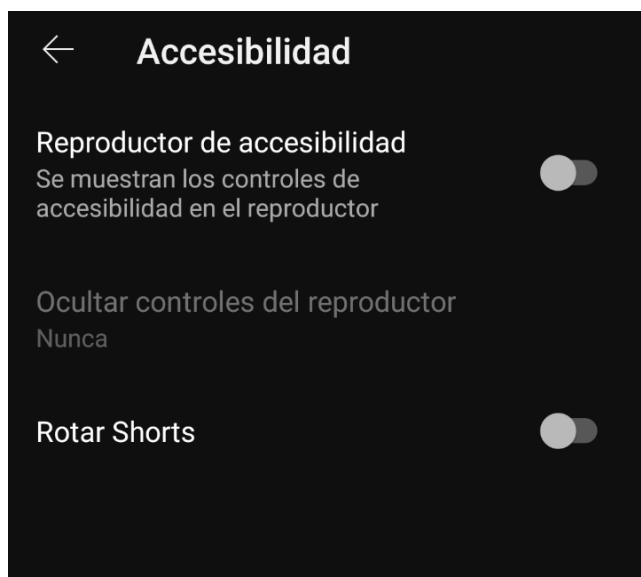 Accesibilidad
Reproductor de accesibilidad
Se muestran los controles de
accesibilidad en el reproductor
Ocultar controles del reproductor
Nunca
Rotar Shorts